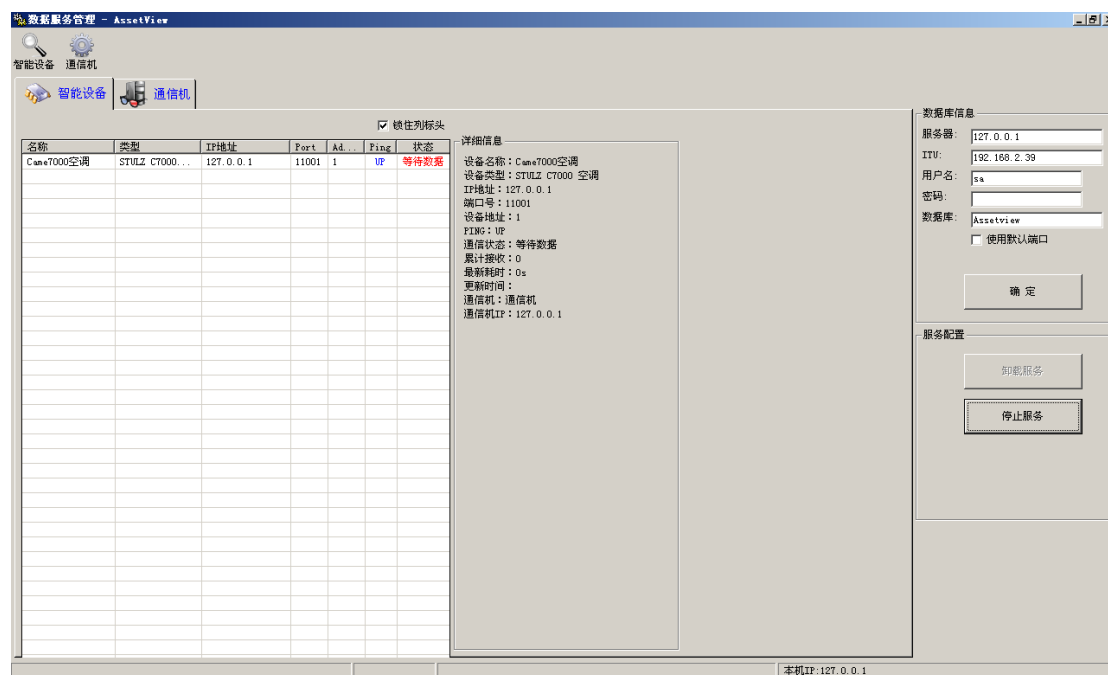 数据服务管理 - AssetView
智能设备 通信机
智能设备 通信机
锁住列标头
名称 类型 IP地址 Port Ad... Ping 状态
Came7000空调 STULZ C7000... 127.0.0.1 11001 1 UP 等待数据
详细信息
设备名称：Came7000空调
设备类型：STULZ C7000 空调
IP地址：127.0.0.1
端口号：11001
设备地址：1
PING：UP
通信状态：等待数据
累计接收：0
最新耗时：0s
更新时间：
通信机：通信机
通信机IP：127.0.0.1
数据库信息
服务器: 127.0.0.1
ITU: 192.168.2.39
用户名: sa
密码:
数据库: Assetview
使用默认端口
确 定
服务配置
卸载服务
停止服务
本机IP:127.0.0.1